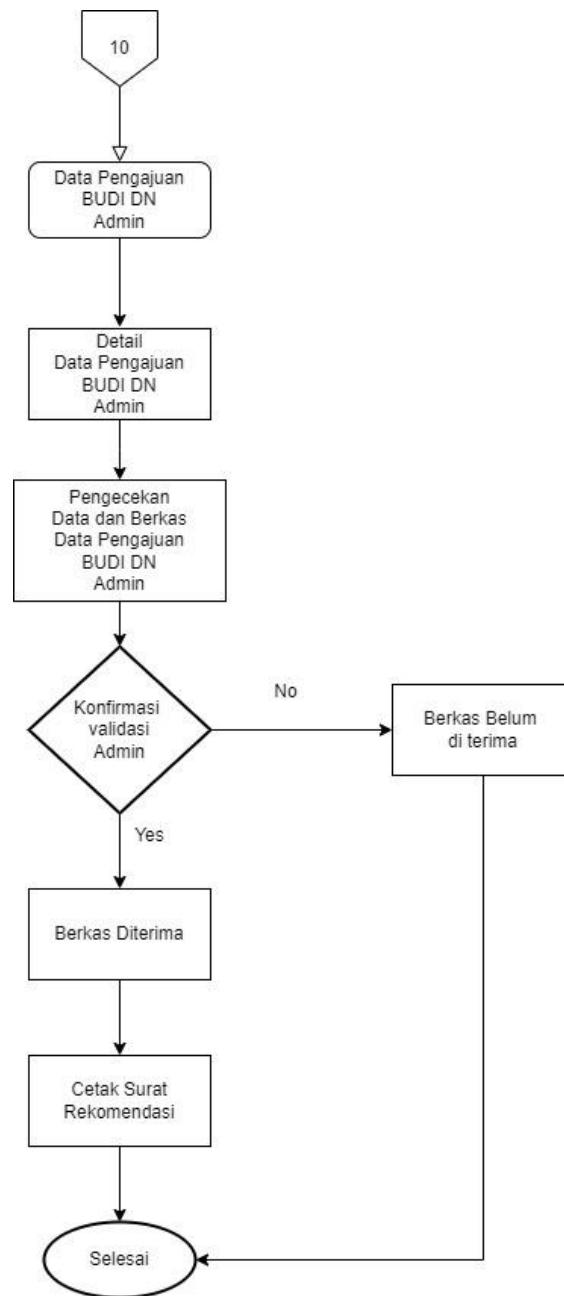 10
Data Pengajuan
BUDI DN
Admin
Detail
Data Pengajuan
BUDI DN
Admin
Pengecekan
Data dan Berkas
Data Pengajuan
BUDI DN
Admin
Konfirmasi
validasi
Admin
No
Berkas Belum
di terima
Yes
Berkas Diterima
Cetak Surat
Rekomendasi
Selesai